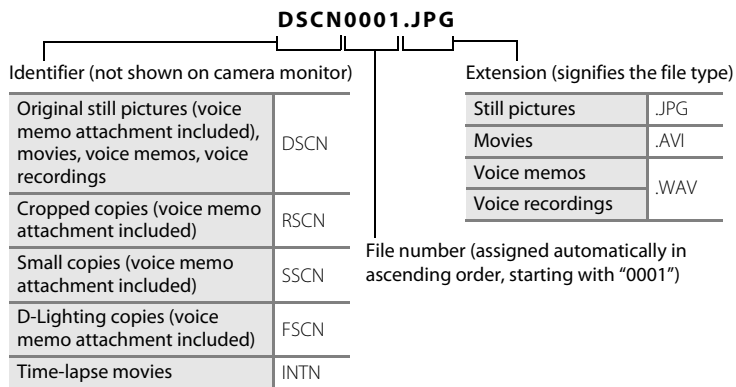 DSCN0001.JPG
Identifier (not shown on camera monitor)
Original still pictures (voice
memo attachment included),
movies, voice memos, voice
recordings
DSCN
Cropped copies (voice memo
attachment included)
RSCN
Small copies (voice memo
attachment included)
SSCN
D-Lighting copies (voice
memo attachment included)
FSCN
Time-lapse movies
INTN
Extension (signifies the file type)
Still pictures
.JPG
Movies
.AVI
Voice memos
Voice recordings
.WAV
File number (assigned automatically in
ascending order, starting with “0001”)